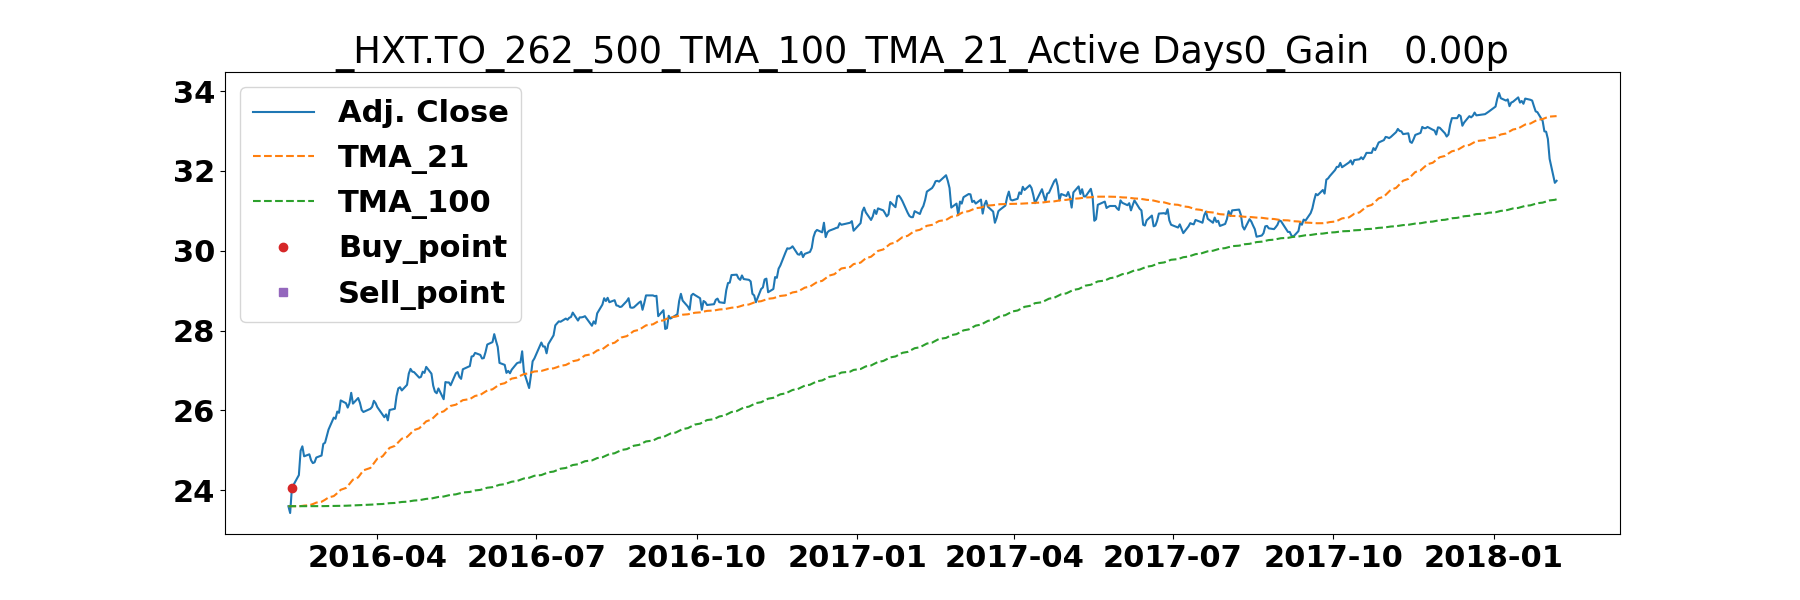 _HXT.TO_262_500_TMA_100_TMA_21_Active Days0_Gain   0.00p
34
32
30
28
26
24
Adj. Close
TMA_21
TMA_100
Buy_point
Sell_point
2016-04 2016-07 2016-10 2017-01 2017-04 2017-07 2017-10 2018-01